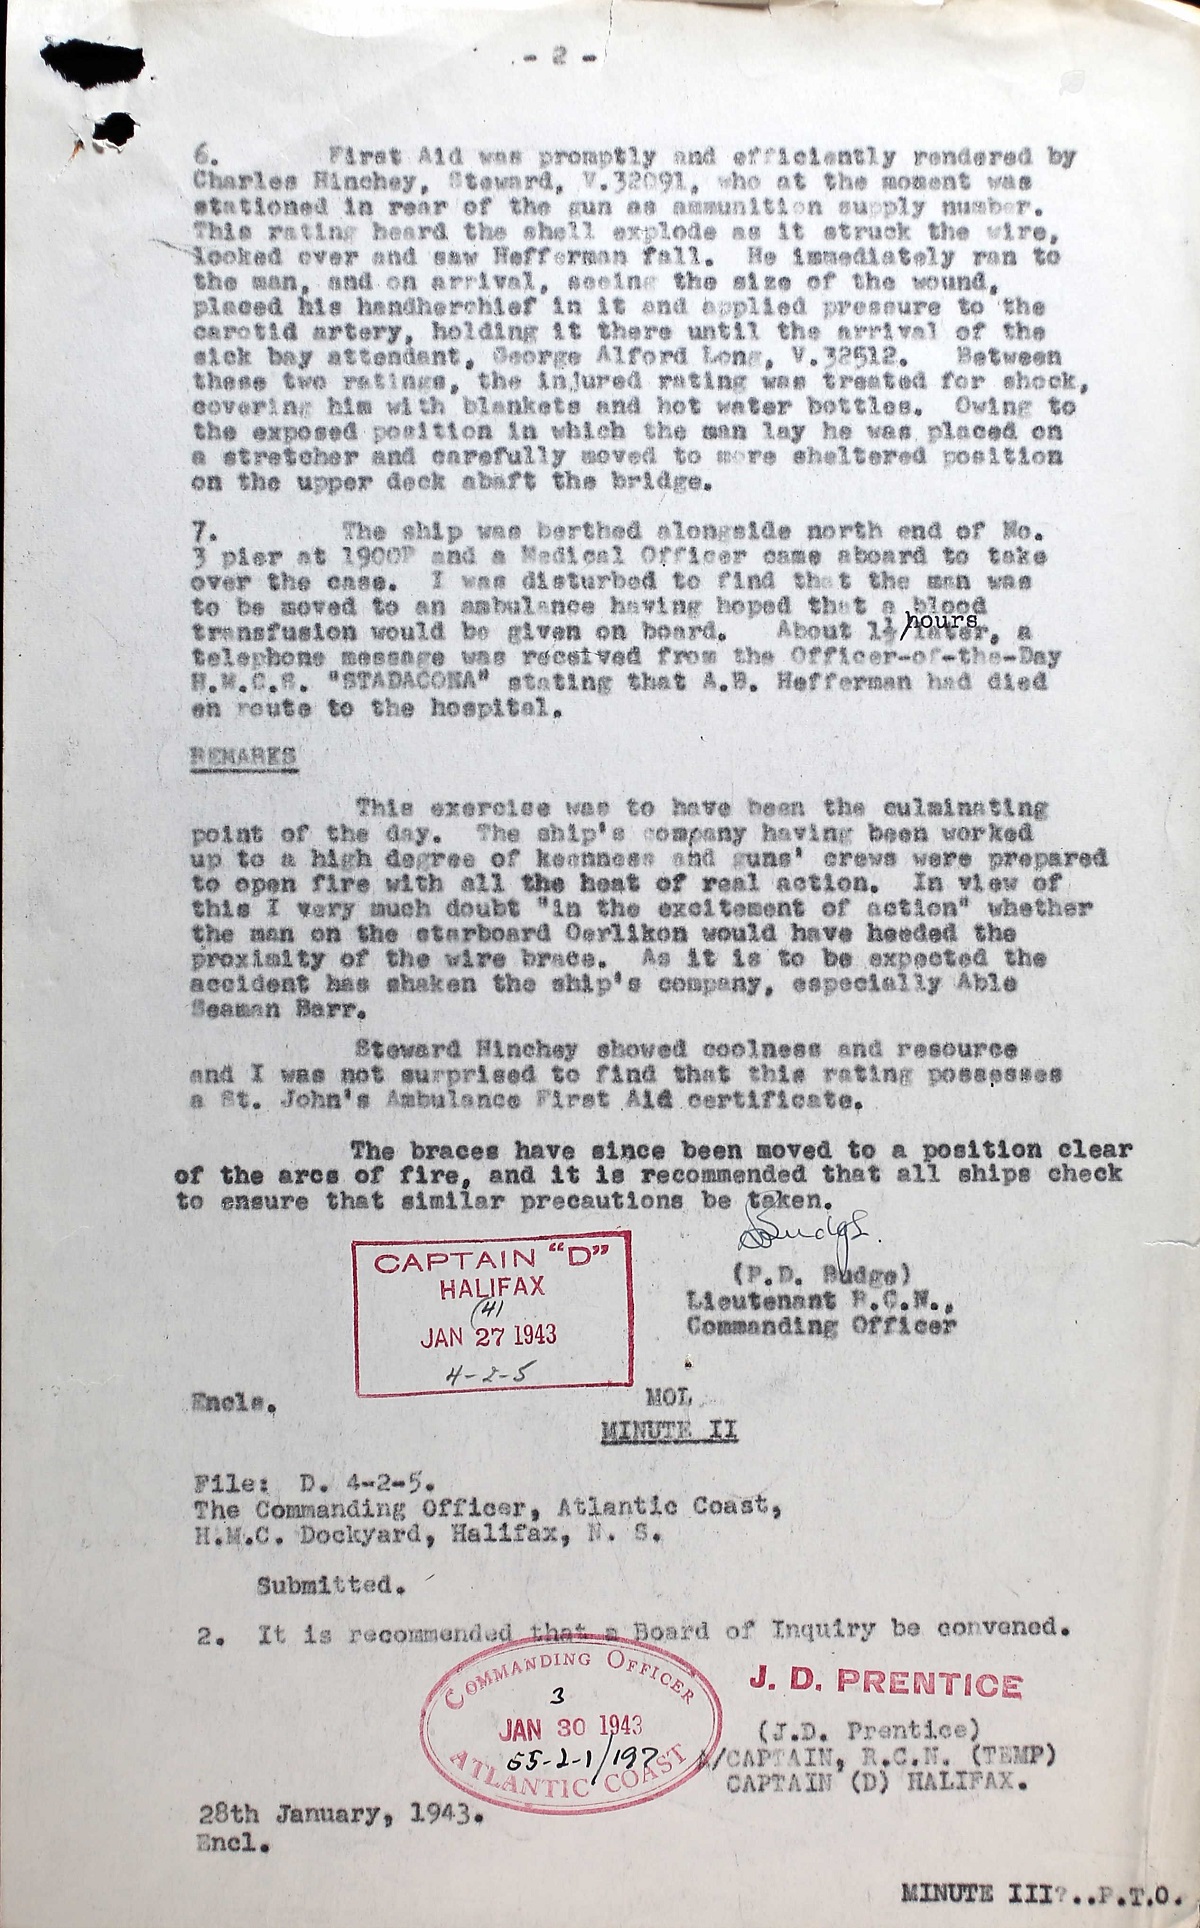 - 2 -
6. First Aid was promptly and efficiently rendered by
Charles Hinchey, Steward, V.32091, who at the moment was
stationed in rear of the gun as ammunition supply number.
This rating heard the shell explode as it struck the wire,
looked over and saw Hefferman fall. He immediately ran to
the man, and on arrival, seeing the size of the wound,
placed his handherchief in it and applied pressure to the
carotid artery, holding it there until the arrival of the
sick bay attendant, George Alford Long, V.32512. Between
these two ratings, the injured rating was treated for shock,
covering him with blankets and hot water bottles. Owing to
the exposed position in which the man lay he was placed on
a stretcher and carefully moved to more sheltered position
on the upper deck abaft the bridge.
7. The ship was berthed alongside north end of No.
3 pier at 1900P and a Medical Officer came aboard to take
over the case. I was disturbed to find that the man was
to be moved to an ambulance having hoped that a blood
transfusion would be given on board. About 1½ /hours later, a
telephone message was received from the Officer-of-the-Day
H.M.C.S. "STADACONA" stating that A.B. Hefferman had died
en route to the hospital.
REMARKS
This exercise was to have been the culminating
point of the day. The ship's company having been worked
up to a high degree of keenness and guns' crews were prepared
to open fire with all the heat of real action. In view of
this I very much doubt "in the excitement of action" whether
the man on the starboard Oerlikon would have heeded the
proximity of the wire brace. As it is to be expected the
accident has shaken the ship's company, especially Able
Seaman Barr.
Steward Hinchey showed coolness and resource
and I was not surprised to find that this rating possesses
a St. John's Ambulance First Aid certificate.
The braces have since been moved to a position clear
of the arcs of fire, and it is recommended that all ships check
to ensure that similar precautions be taken.
CAPTAIN "D"
HALIFAX
(4)
JAN 27 1943
4-2-5
(P.D. Budge)
Lieutenant R.C.N.,
Commanding Officer
Encls.
MOL
MINUTE II
File: D. 4-2-5.
The Commanding Officer, Atlantic Coast,
H.M.C. Dockyard, Halifax, N. S.
Submitted.
2. It is recommended that a Board of Inquiry be convened.
COMMANDING OFFICER
3
JAN 30 1943
55-2-1/197
ATLANTIC COAST
J. D. PRENTICE
(J.D. Prentice)
A/CAPTAIN, R.C.N. (TEMP)
CAPTAIN (D) HALIFAX.
28th January, 1943.
Encl.
MINUTE III?..P.T.O.